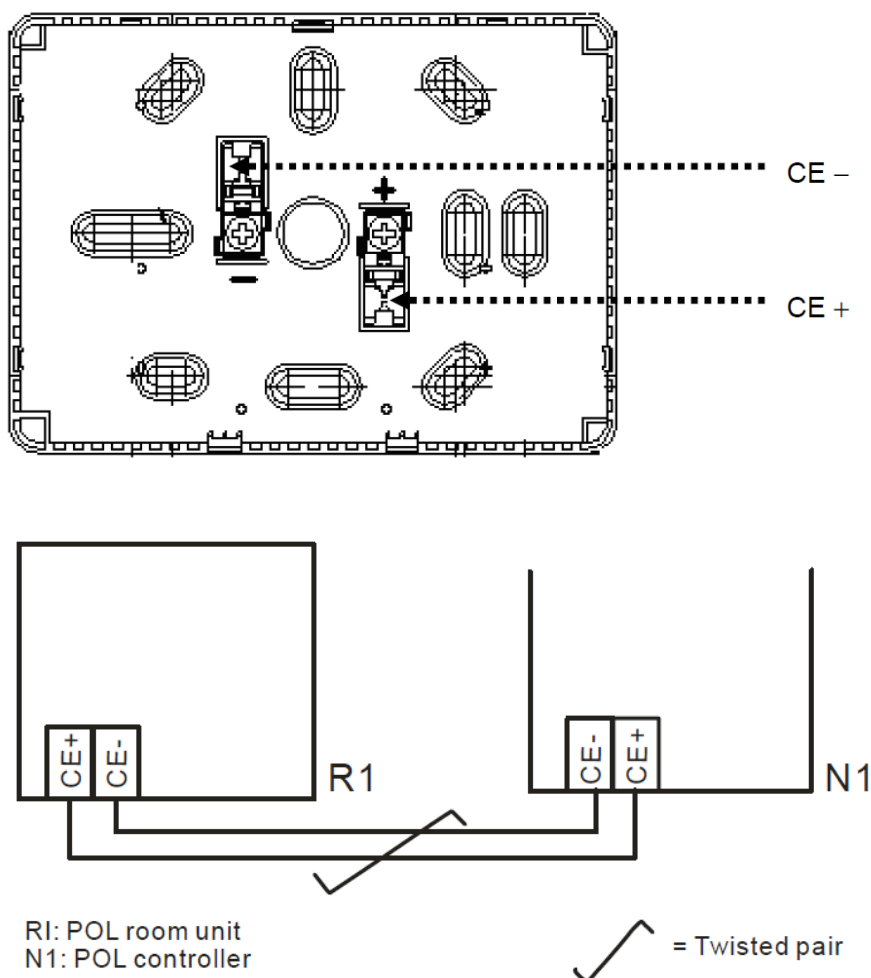 CE –
+
–
CE +
CE+ CE- R1
CE- CE+ N1
RI: POL room unit
N1: POL controller
= Twisted pair